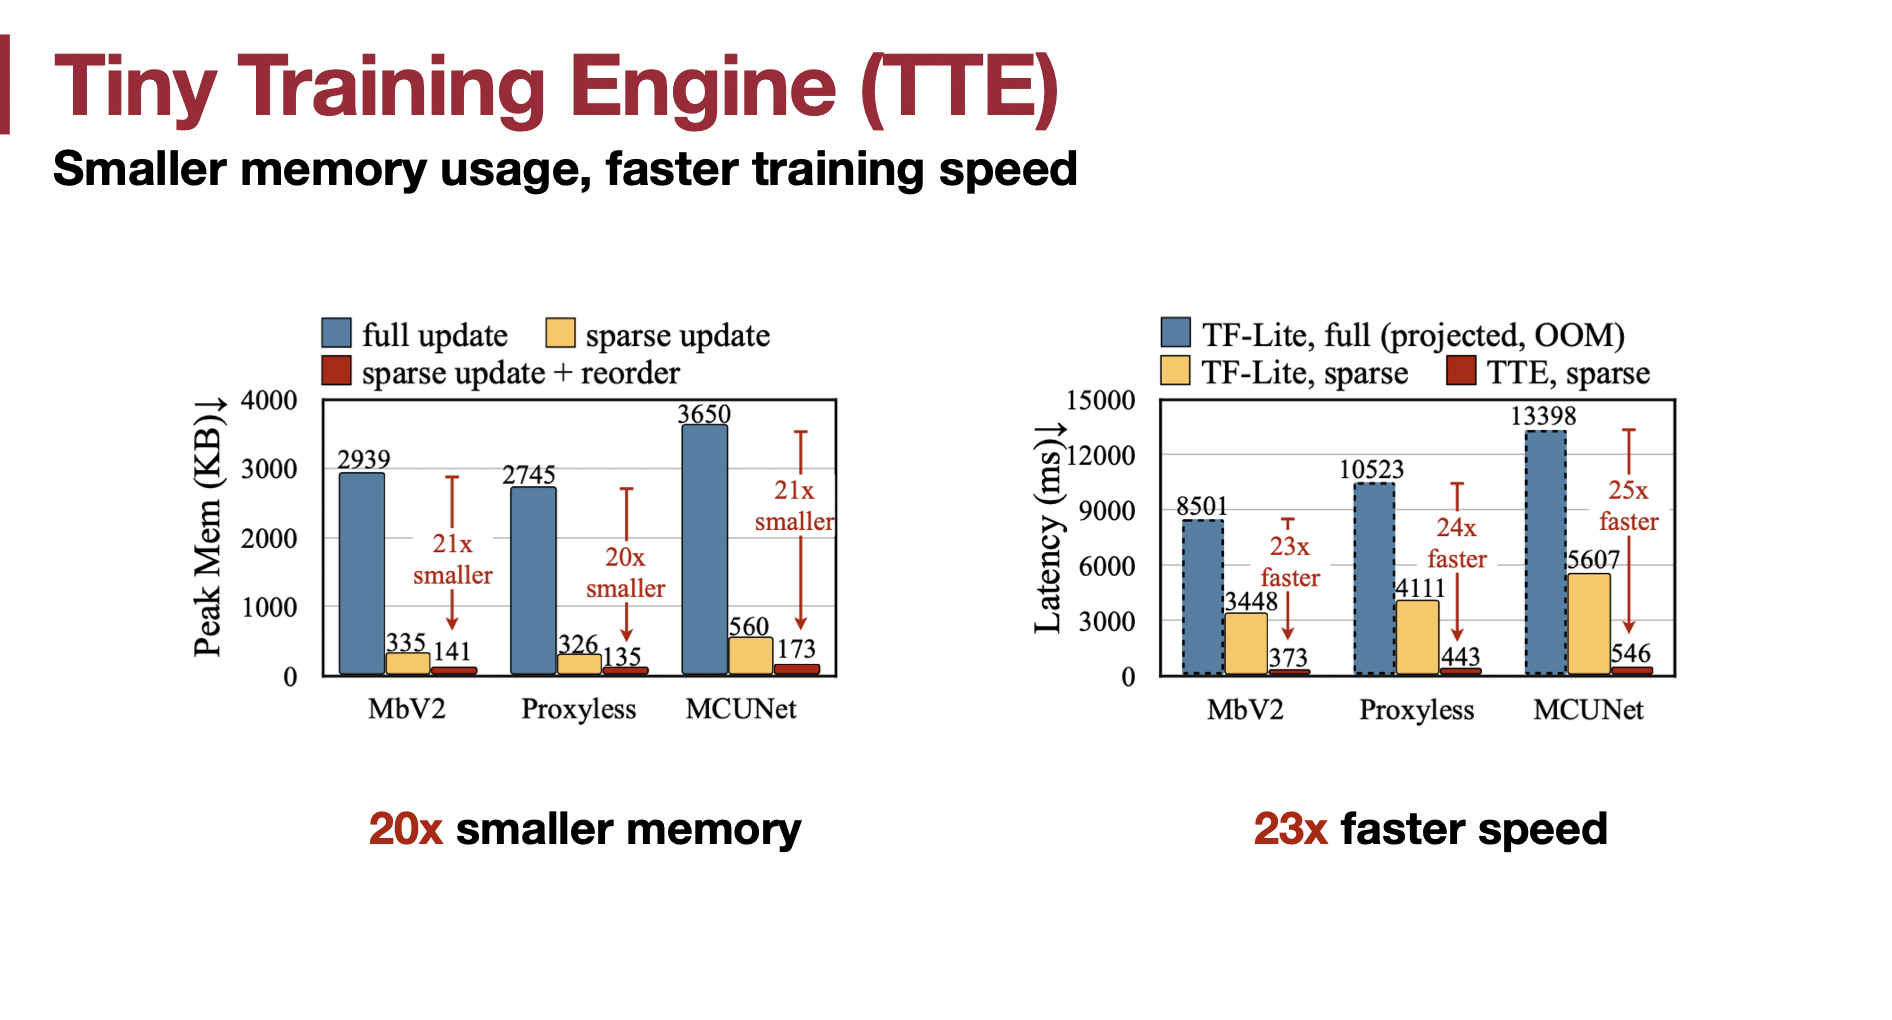 Tiny Training Engine (TTE)
Smaller memory usage, faster training speed
full update sparse update
sparse update + reorder
Peak Mem (KB)↓
4000
3000
2000
1000
0
2939
335
141
21x
smaller
2745
326
135
20x
smaller
3650
560
173
21x
smaller
MbV2 Proxyless MCUNet
20x smaller memory
TF-Lite, full (projected, OOM)
TF-Lite, sparse TTE, sparse
Latency (ms)↓
15000
12000
9000
6000
3000
0
8501
3448
373
23x
faster
10523
4111
443
24x
faster
13398
5607
546
25x
faster
MbV2 Proxyless MCUNet
23x faster speed